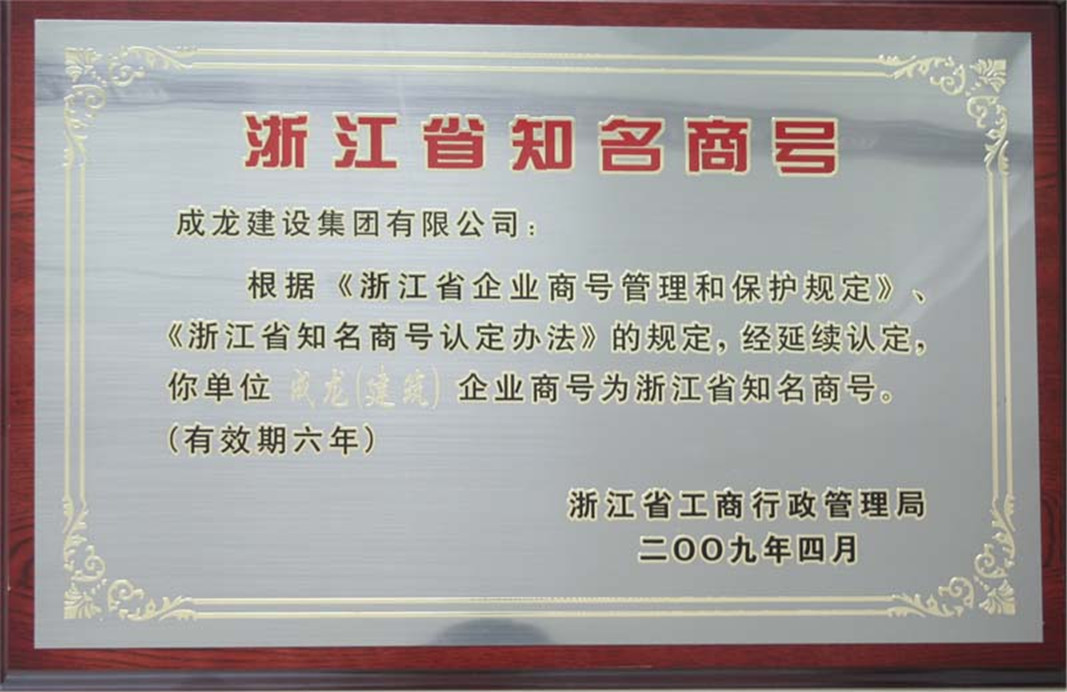 浙江省知名商号
成龙建设集团有限公司：
根据《浙江省企业商号管理和保护规定》、
《浙江省知名商号认定办法》的规定，经延续认定，
你单位 成龙(建筑) 企业商号为浙江省知名商号。
(有效期六年)
浙江省工商行政管理局
二〇〇九年四月